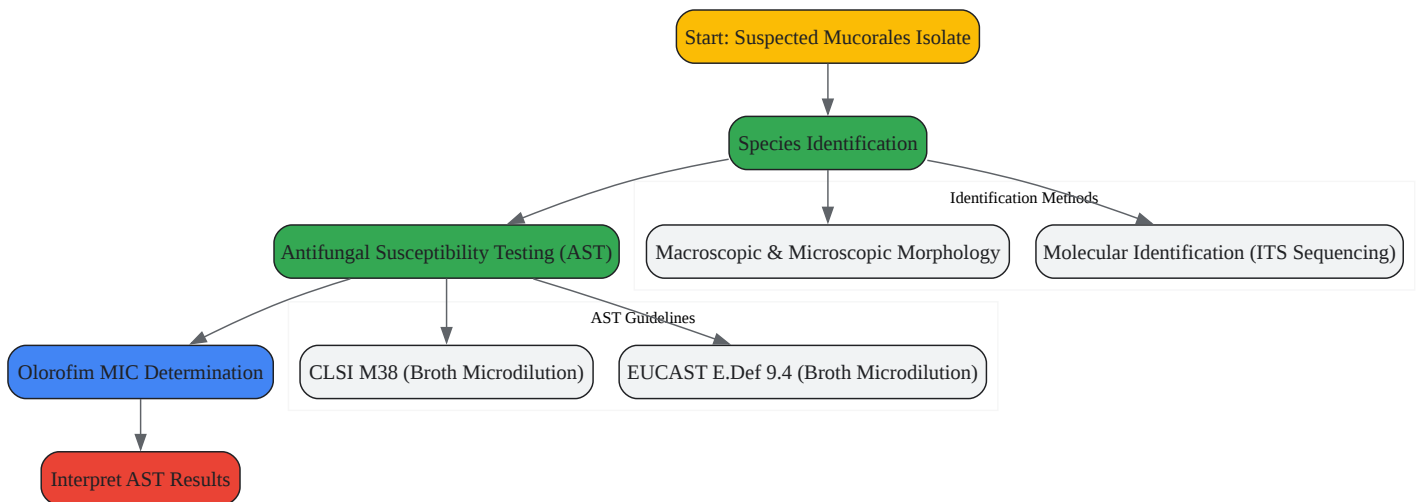 Start: Suspected Mucorales Isolate
Species Identification
Identification Methods
Antifungal Susceptibility Testing (AST)
Macroscopic & Microscopic Morphology
Molecular Identification (ITS Sequencing)
AST Guidelines
Olorofim MIC Determination
CLSI M38 (Broth Microdilution)
EUCAST E.Def 9.4 (Broth Microdilution)
Interpret AST Results